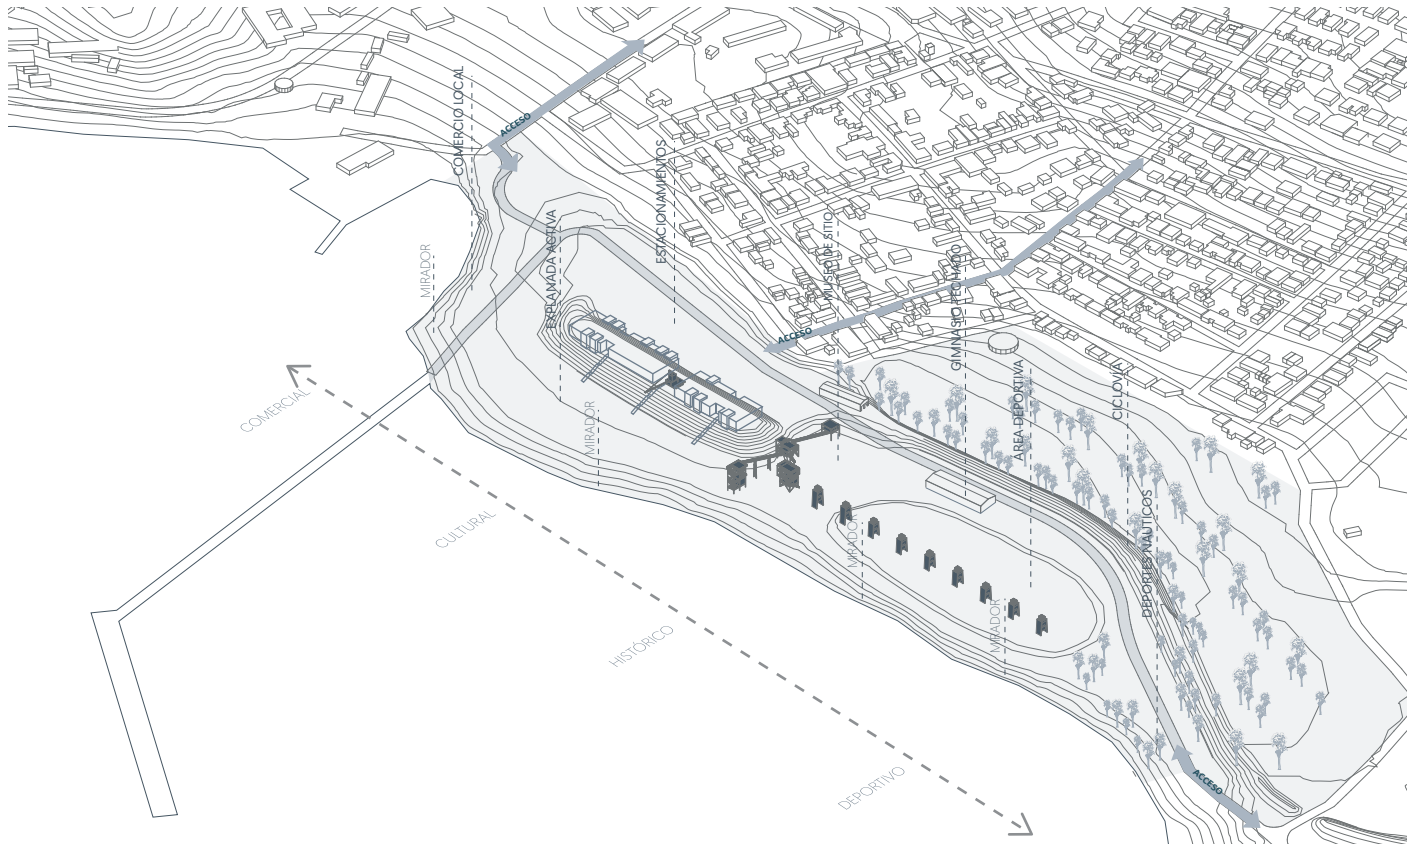 COMERCIO LOCAL
ACCESO
ESTACIONAMIENTOS
EXPLANADA ACTIVA
MUSEO DE SITIO
MIRADOR
GIMNASIO TECHADO
ACCESO
ÁREA DEPORTIVA
CICLOVÍA
COMERCIAL
MIRADOR
CULTURAL
MIRADOR
DEPORTES NÁUTICOS
HISTÓRICO
MIRADOR
DEPORTIVO
ACCESO